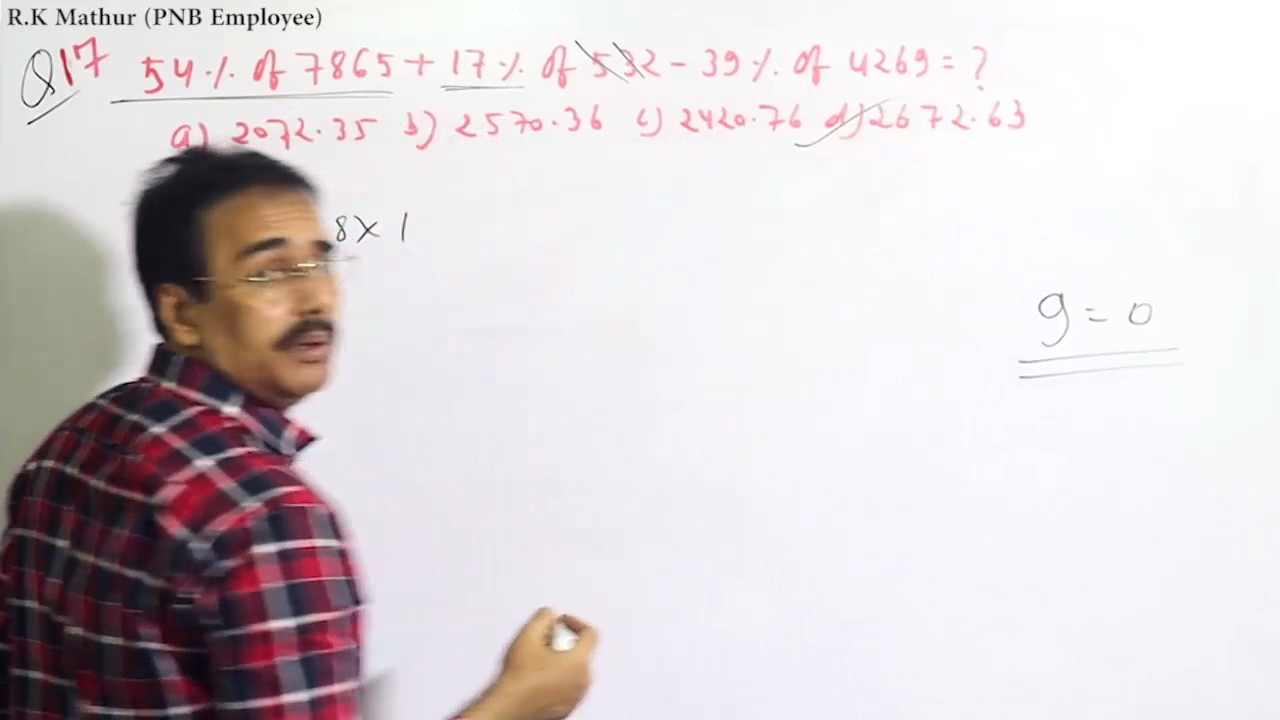 R.K Mathur (PNB Employee)
Q17 54% of 7865 + 17% of 532 - 39% of 4269 = ?
a) 2072.35 b) 2570.36 c) 2420.76 d) 2672.63
8 x 1
9 = 0